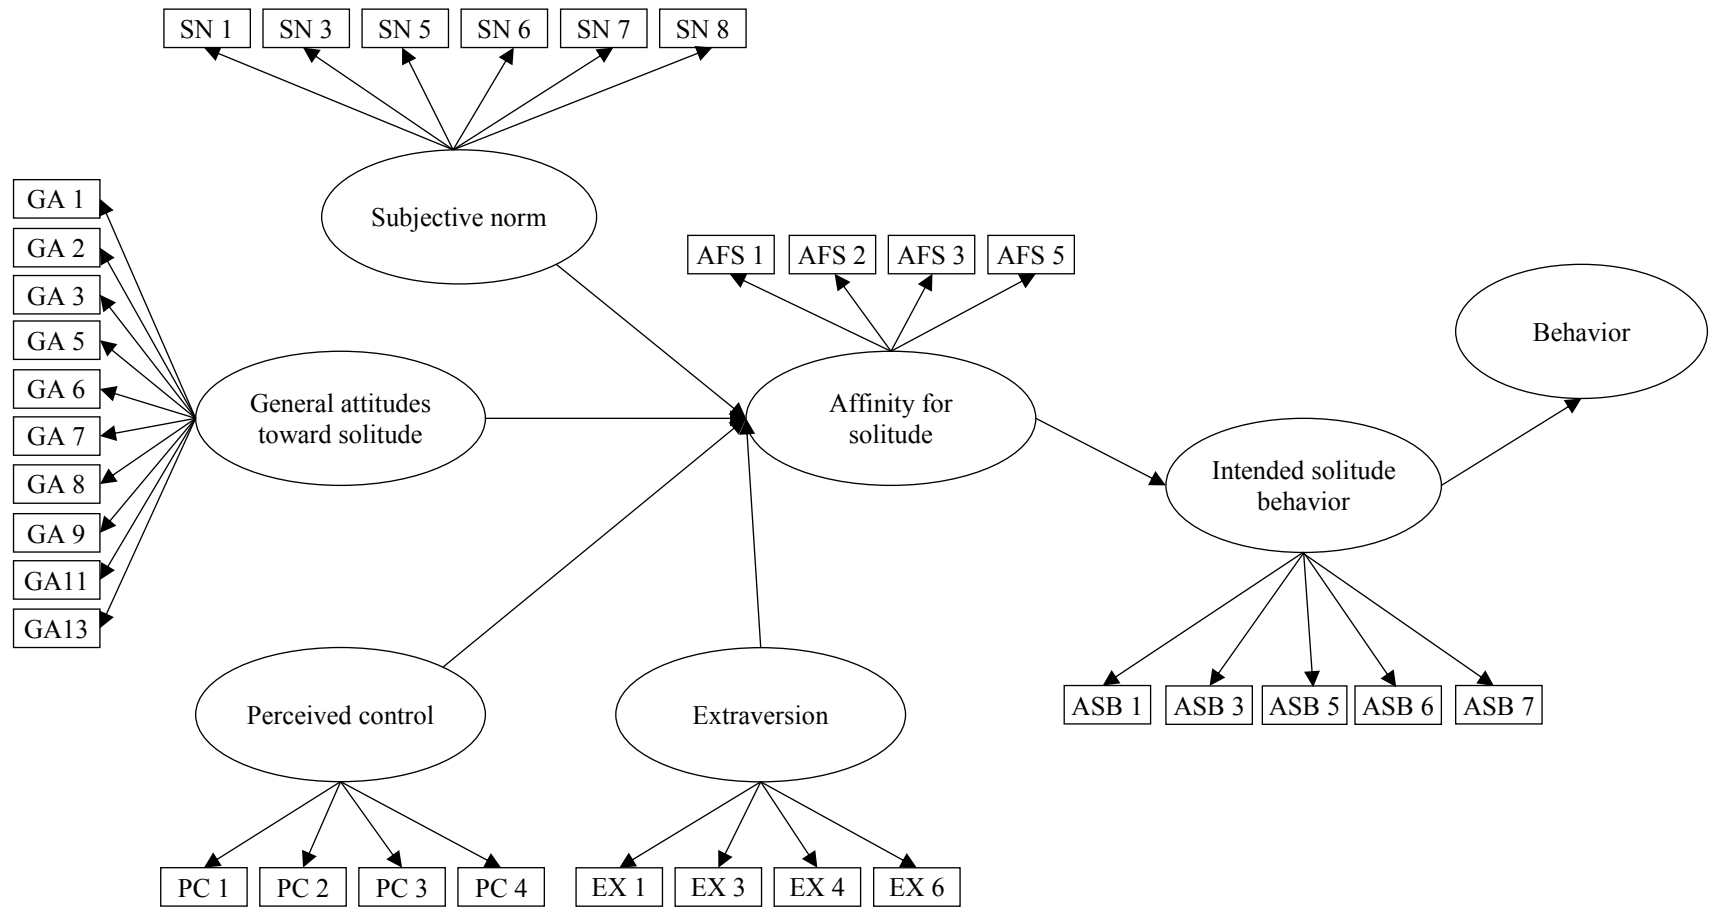 SN 1
SN 3
SN 5
SN 6
SN 7
SN 8
Subjective norm
GA 1
GA 2
GA 3
GA 5
GA 6
GA 7
GA 8
GA 9
GA11
GA13
General attitudes
toward solitude
AFS 1
AFS 2
AFS 3
AFS 5
Affinity for
solitude
Behavior
Intended solitude
behavior
ASB 1
ASB 3
ASB 5
ASB 6
ASB 7
Perceived control
Extraversion
PC 1
PC 2
PC 3
PC 4
EX 1
EX 3
EX 4
EX 6